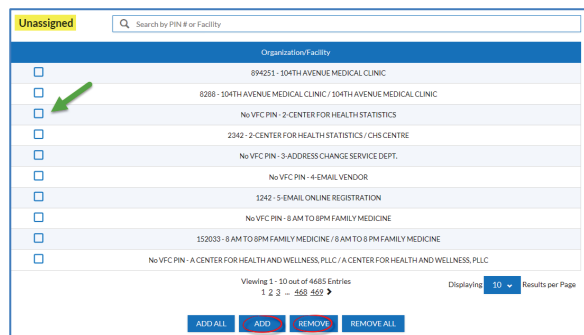 Unassigned
Search by PIN # or Facility
Organization/Facility
894251 - 104TH AVENUE MEDICAL CLINIC
8288 - 104TH AVENUE MEDICAL CLINIC / 104TH AVENUE MEDICAL CLINIC
No VFC PIN - 2-CENTER FOR HEALTH STATISTICS
2342 - 2-CENTER FOR HEALTH STATISTICS / CHS CENTRE
No VFC PIN - 3-ADDRESS CHANGE SERVICE DEPT.
No VFC PIN - 4-EMAIL VENDOR
1242 - 5-EMAIL ONLINE REGISTRATION
No VFC PIN - 8 AM TO 8PM FAMILY MEDICINE
152033 - 8 AM TO 8PM FAMILY MEDICINE / 8 AM TO 8 PM FAMILY MEDICINE
No VFC PIN - A CENTER FOR HEALTH AND WELLNESS, PLLC / A CENTER FOR HEALTH AND WELLNESS, PLLC
Viewing 1 - 10 out of 4685 Entries
1 2 3 ... 468 469 ❯
Displaying 10 Results per Page
ADD ALL ADD REMOVE REMOVE ALL